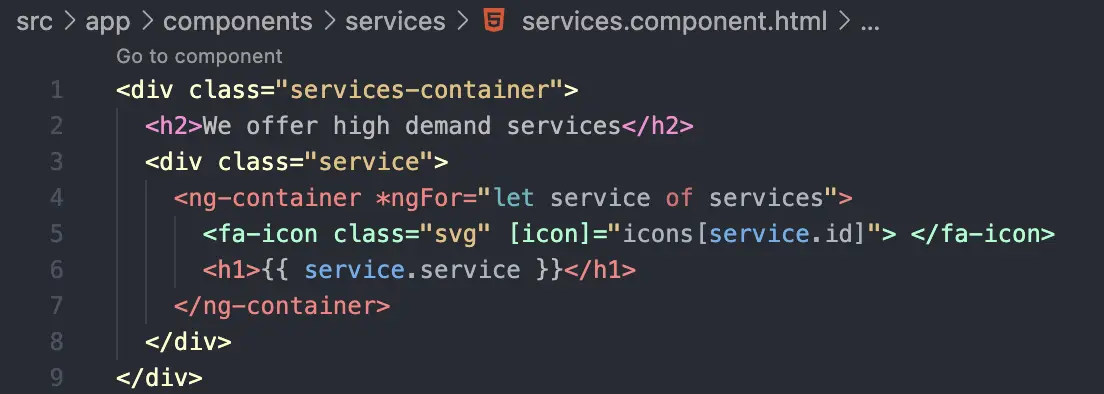 src > app > components > services > services.component.html > ...
Go to component
1 <div class="services-container">
2   <h2>We offer high demand services</h2>
3   <div class="service">
4     <ng-container *ngFor="let service of services">
5       <fa-icon class="svg" [icon]="icons[service.id]"> </fa-icon>
6       <h1>{{ service.service }}</h1>
7     </ng-container>
8   </div>
9 </div>